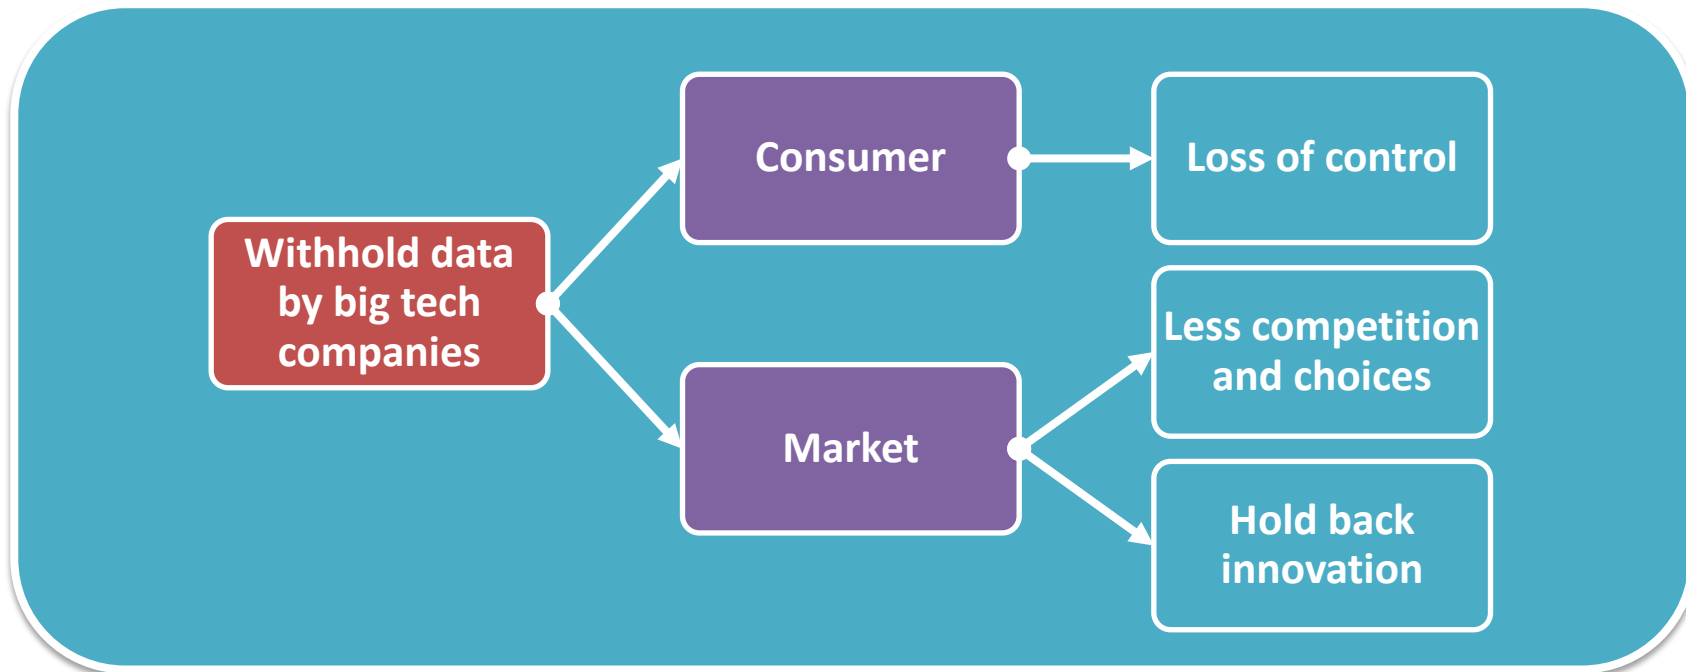 Withhold data
by big tech
companies
Consumer
Market
Loss of control
Less competition
and choices
Hold back
innovation